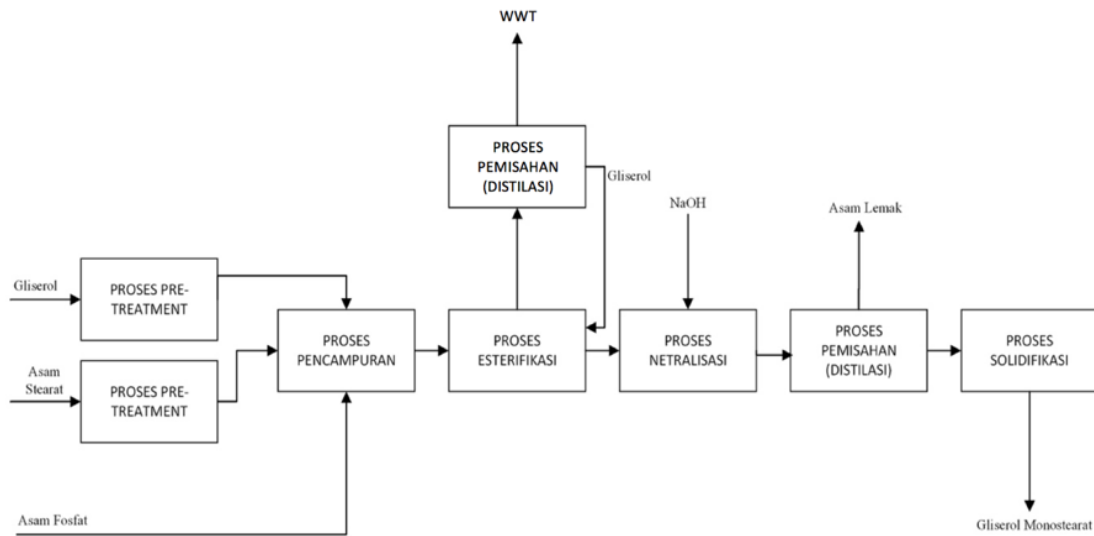 WWT
PROSES
PEMISAHAN
(DISTILASI)
Gliserol
NaOH
Asam Lemak
Gliserol
PROSES PRE-
TREATMENT
PROSES
PENCAMPURAN
PROSES
ESTERIFIKASI
PROSES
NETRALISASI
PROSES
PEMISAHAN
(DISTILASI)
PROSES
SOLIDIFIKASI
Asam
Stearat
PROSES PRE-
TREATMENT
Asam Fosfat
Gliserol Monostearat